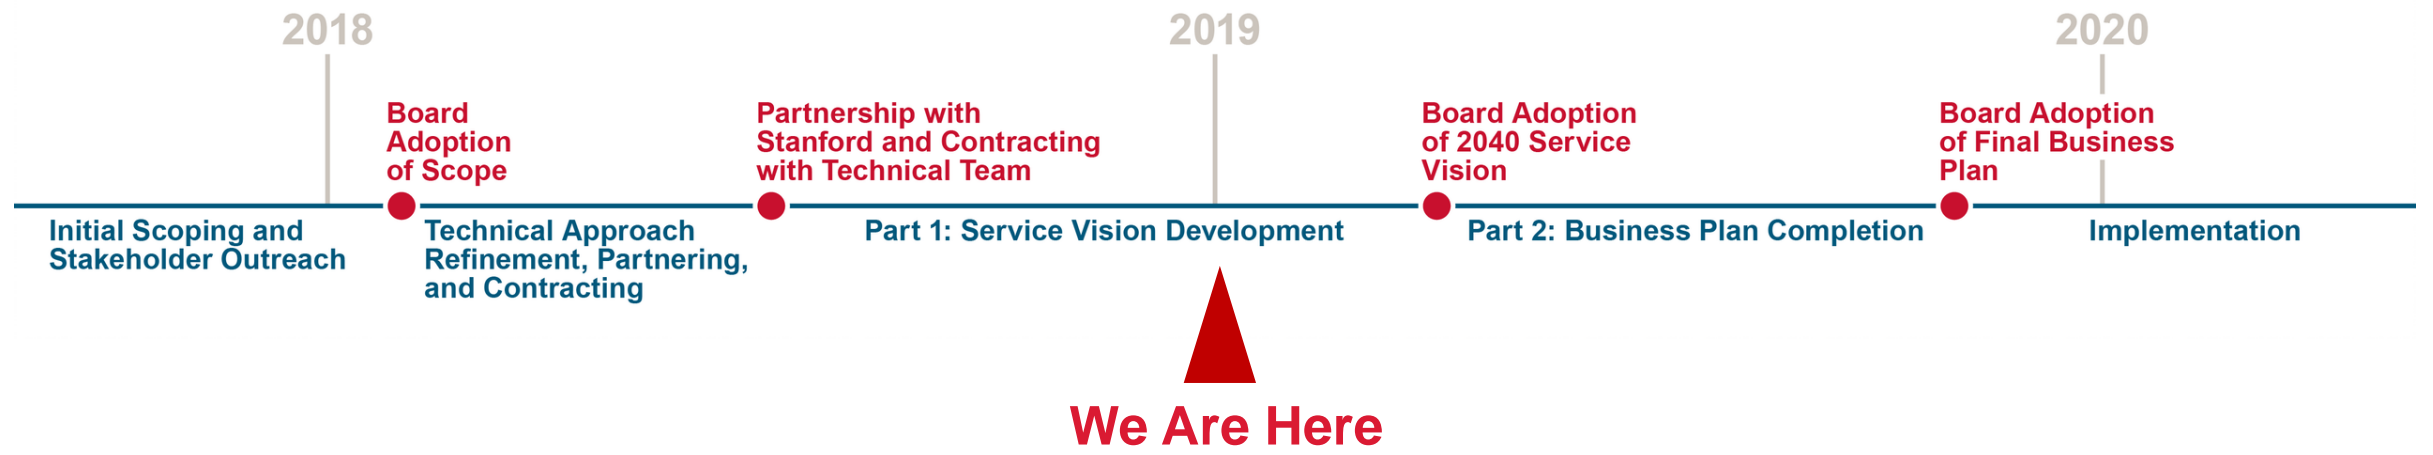 2018
2019
2020
Board
Adoption
of Scope
Partnership with
Stanford and Contracting
with Technical Team
Board Adoption
of 2040 Service
Vision
Board Adoption
of Final Business
Plan
Initial Scoping and
Stakeholder Outreach
Technical Approach
Refinement, Partnering,
and Contracting
Part 1: Service Vision Development
Part 2: Business Plan Completion
Implementation
We Are Here